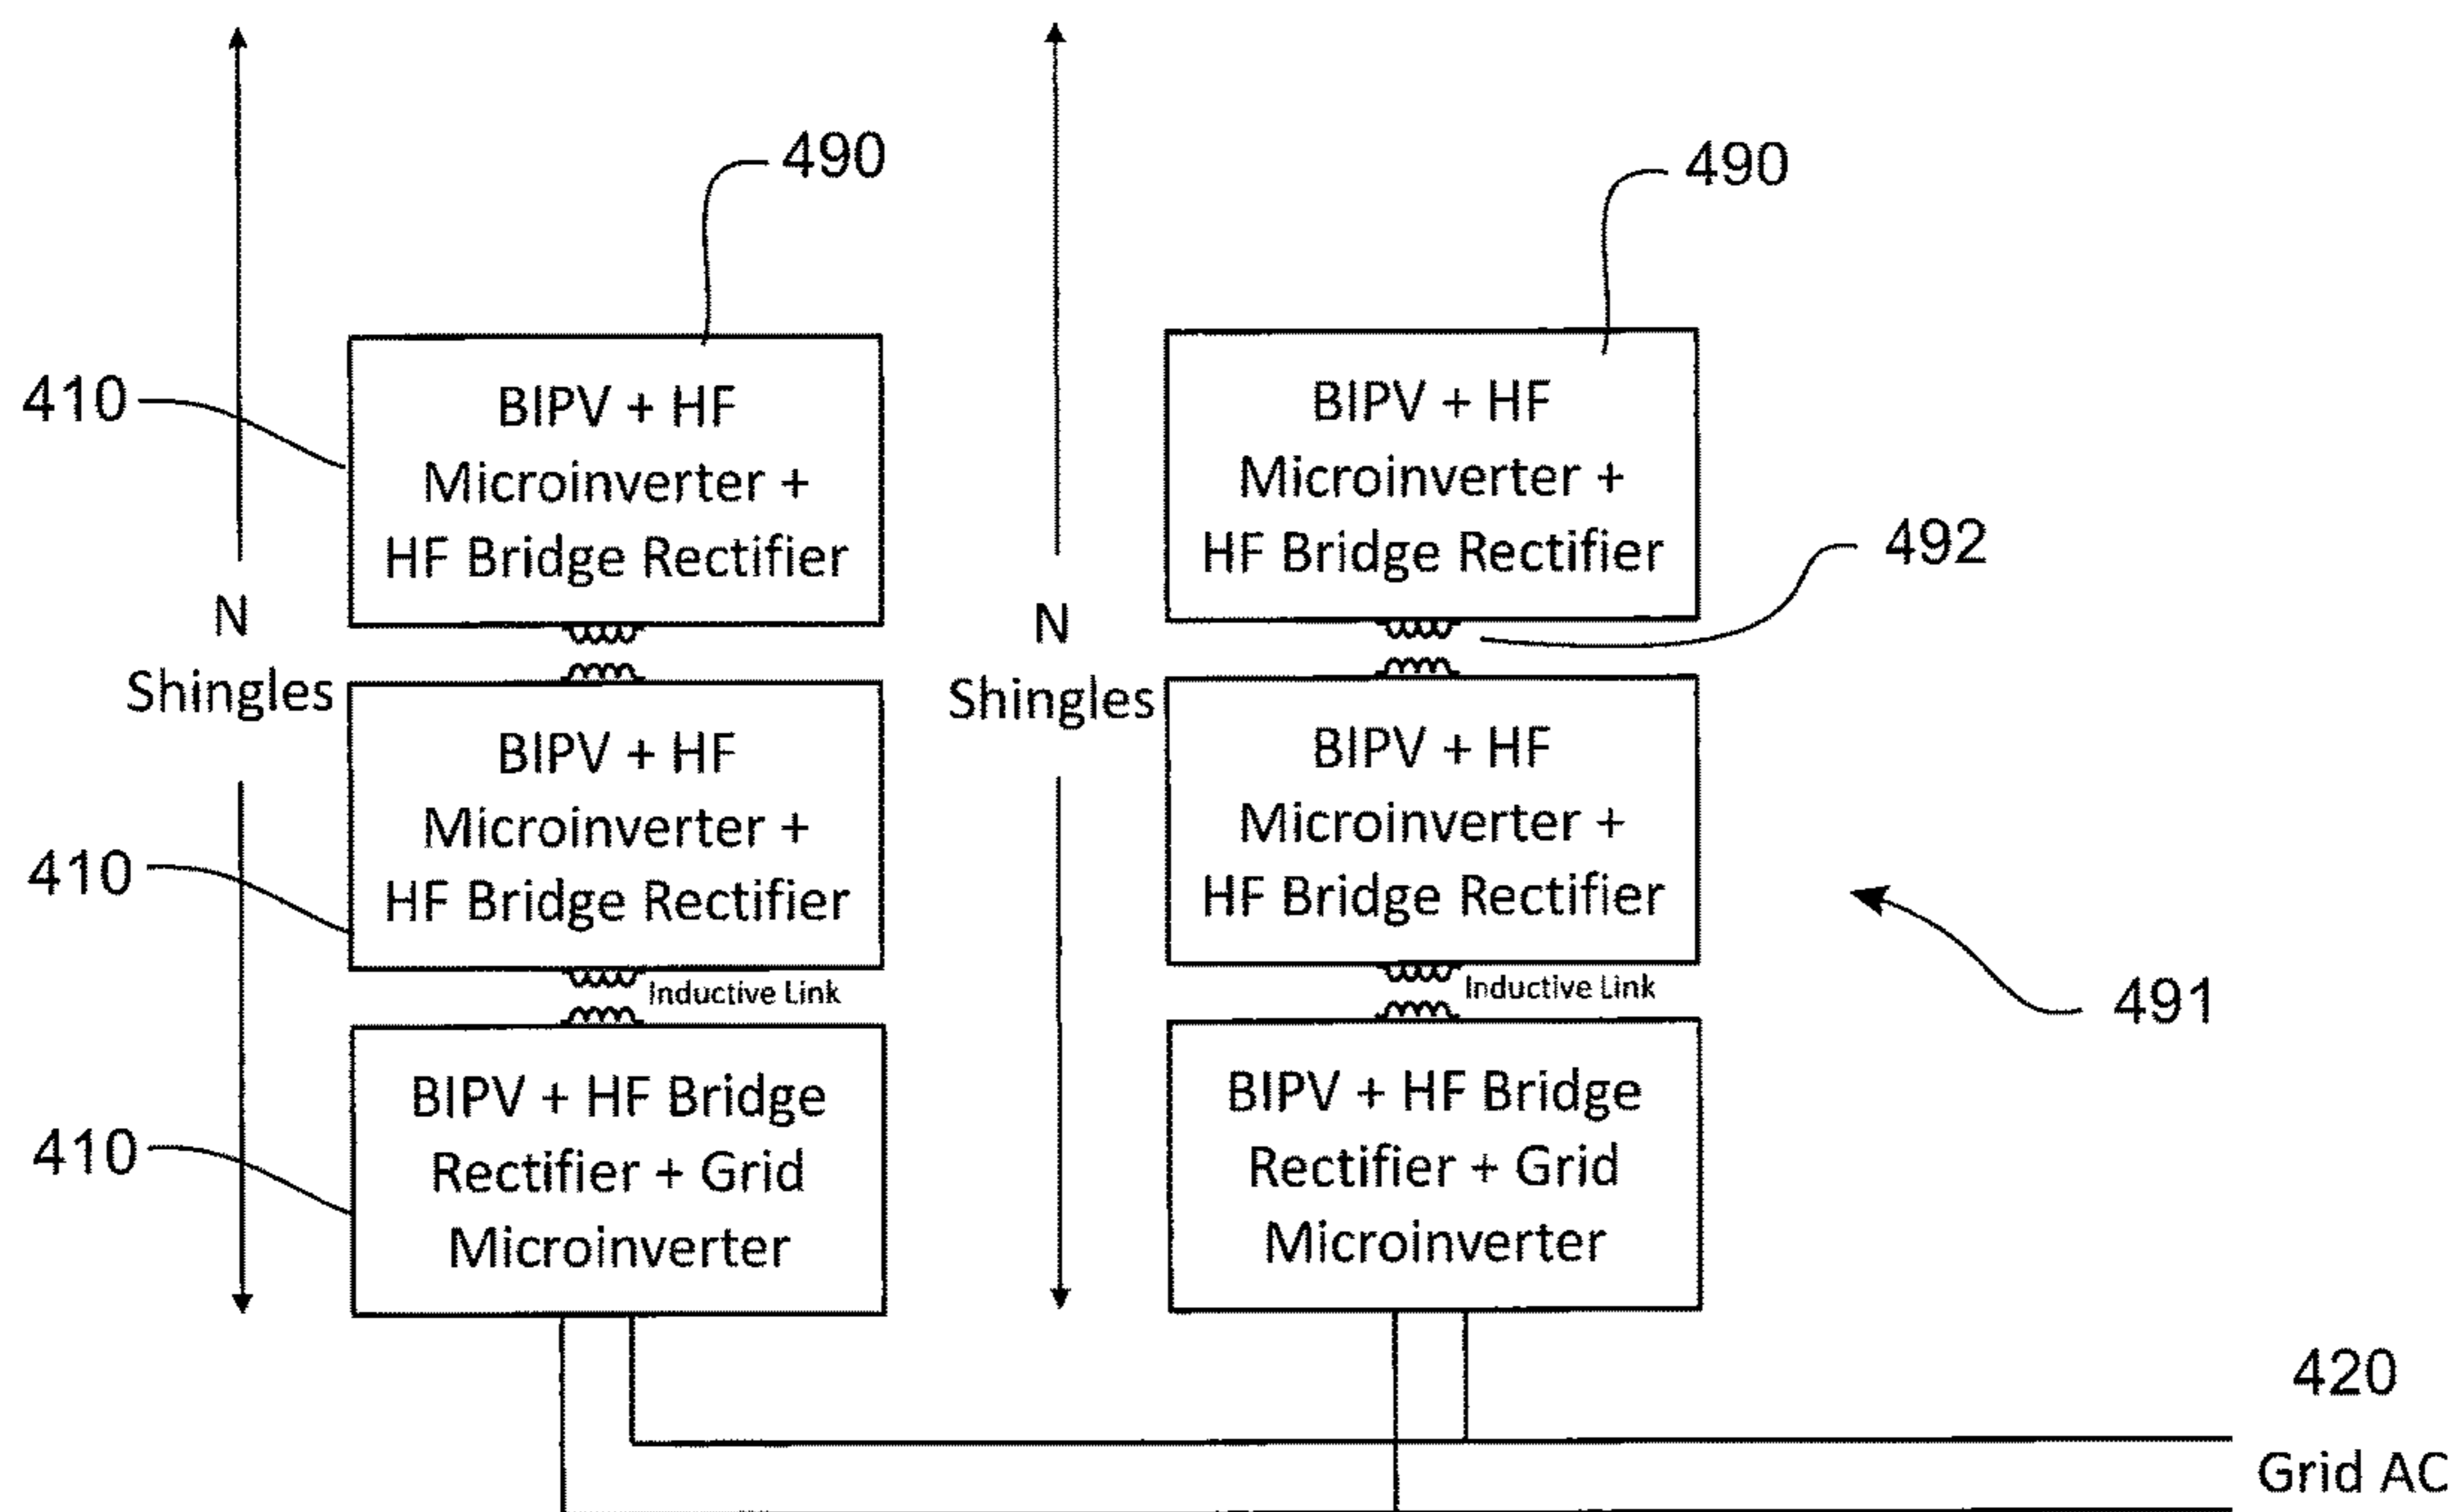 490
490
410
BIPV + HF
Microinverter +
HF Bridge Rectifier
BIPV + HF
Microinverter +
HF Bridge Rectifier
492
N
Shingles
N
Shingles
BIPV + HF
Microinverter +
HF Bridge Rectifier
BIPV + HF
Microinverter +
HF Bridge Rectifier
410
491
Inductive Link
Inductive Link
410
BIPV + HF Bridge
Rectifier + Grid
Microinverter
BIPV + HF Bridge
Rectifier + Grid
Microinverter
420
Grid AC